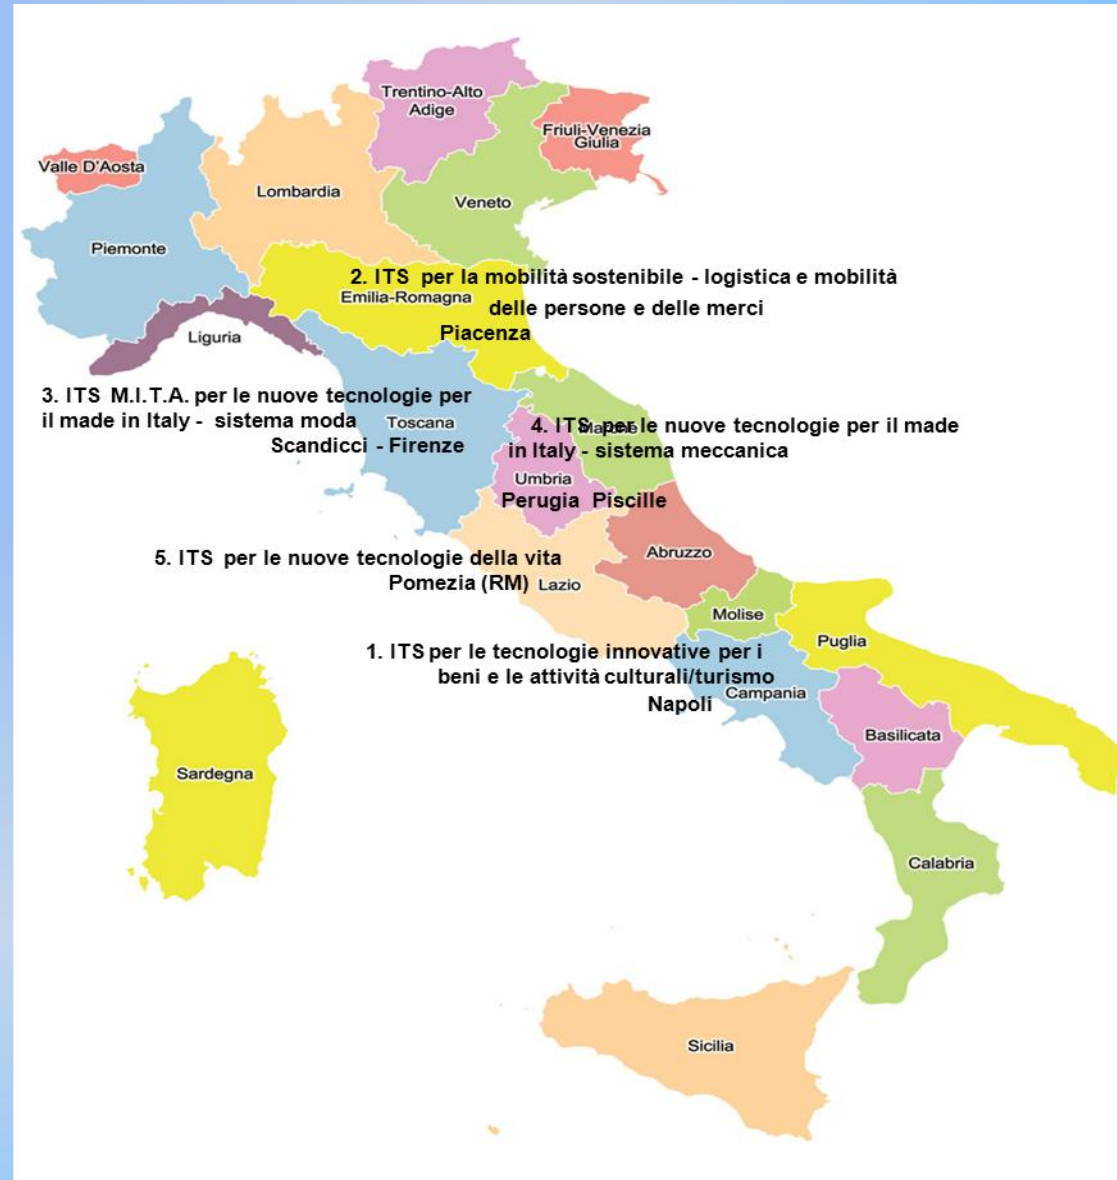 Trentino-Alto
Adige
Friuli-Venezia
Giulia
Valle D'Aosta
Lombardia
Veneto
Piemonte
2. ITS per la mobilità sostenibile - logistica e mobilità
Emilia-Romagna
delle persone e delle merci
Piacenza
Liguria
3. ITS M.I.T.A. per le nuove tecnologie per
il made in Italy - sistema moda
Toscana
Scandicci - Firenze
Marche
4. ITS per le nuove tecnologie per il made
in Italy - sistema meccanica
Umbria
Perugia Piscille
Abruzzo
5. ITS per le nuove tecnologie della vita
Pomezia (RM)
Lazio
Molise
Puglia
1. ITS per le tecnologie innovative per i
beni e le attività culturali/turismo
Campania
Napoli
Basilicata
Sardegna
Calabria
Sicilia